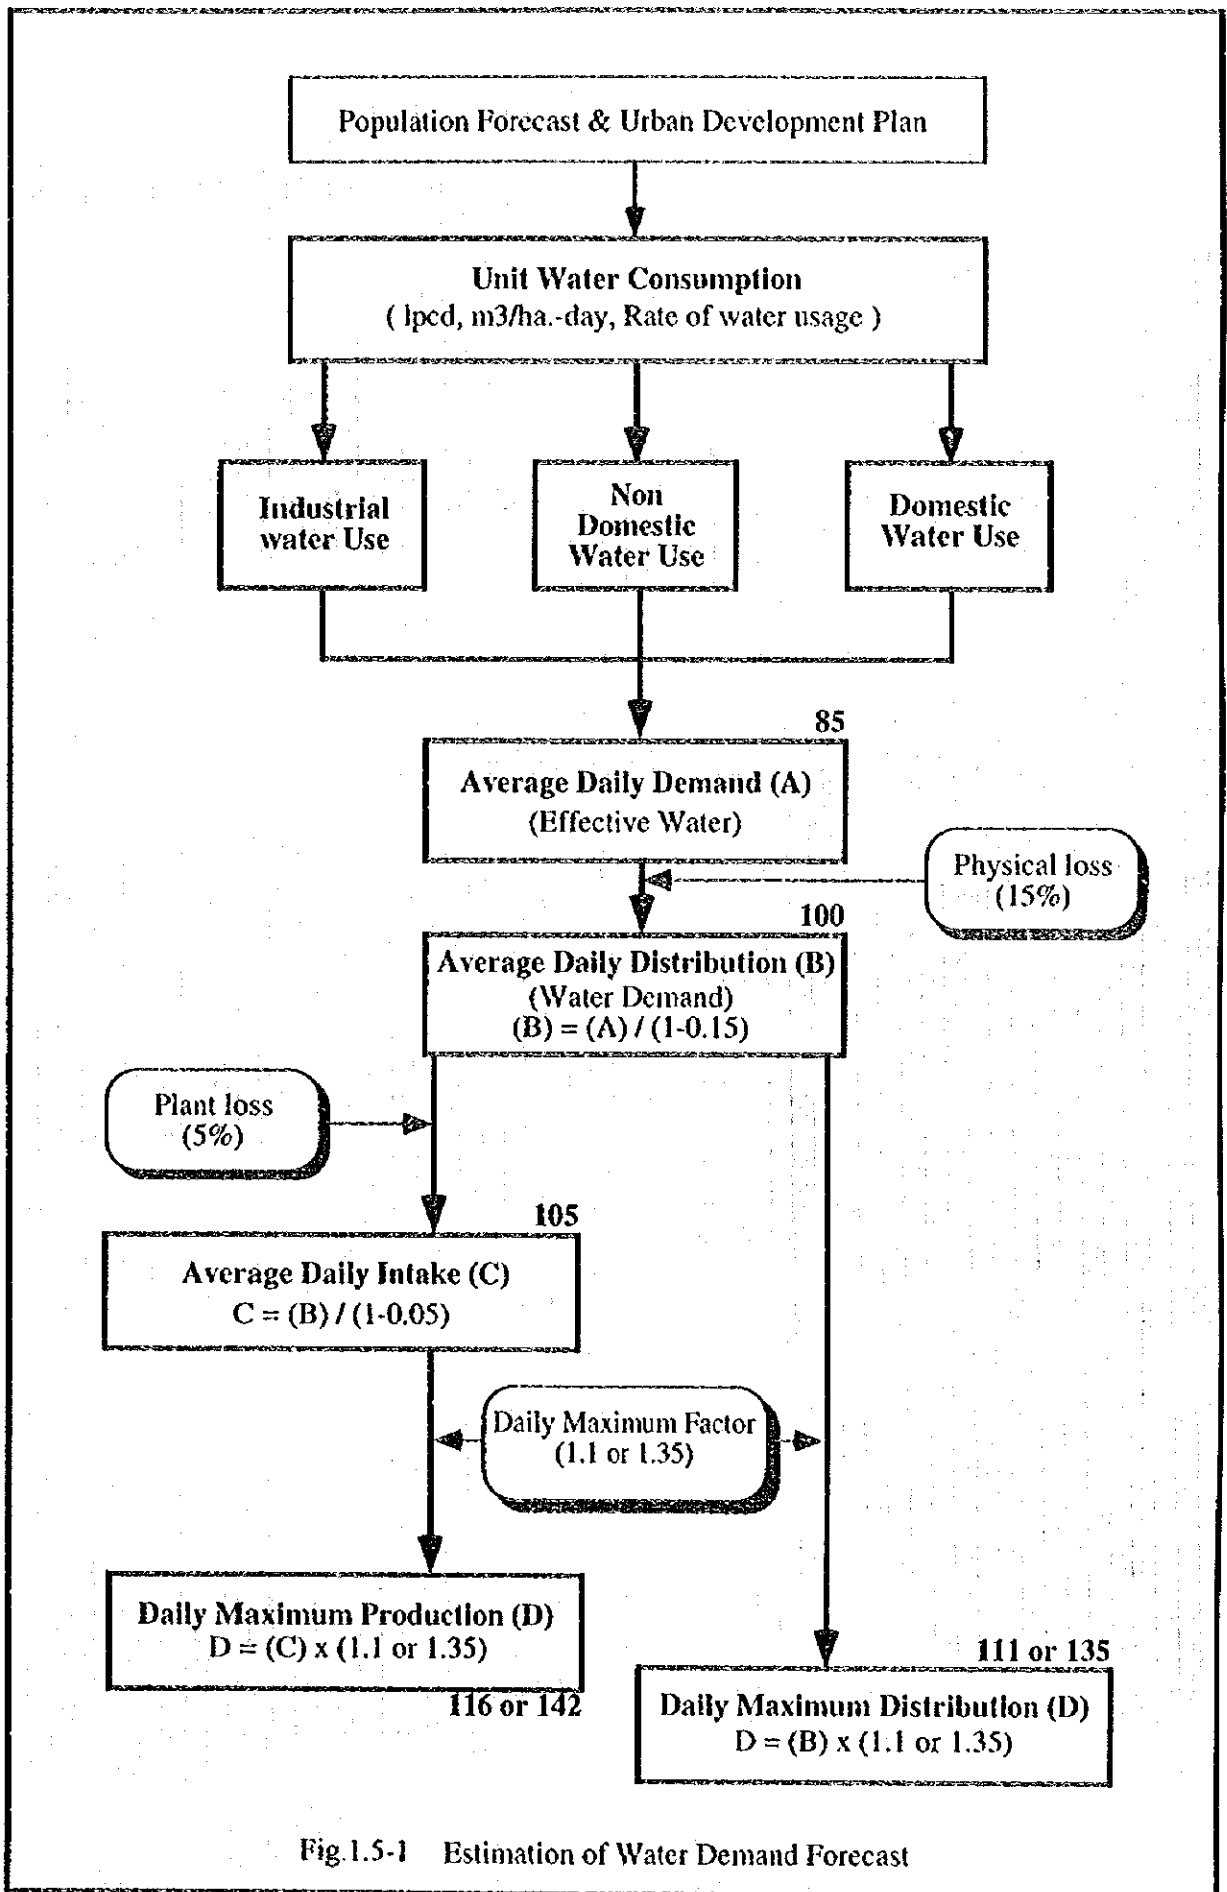 Population Forecast & Urban Development Plan
Unit Water Consumption
( lpcd, m3/ha.-day, Rate of water usage )
Industrial
water Use
Non
Domestic
Water Use
Domestic
Water Use
85
Average Daily Demand (A)
(Effective Water)
Physical loss
(15%)
100
Average Daily Distribution (B)
(Water Demand)
(B) = (A) / (1-0.15)
Plant loss
(5%)
105
Average Daily Intake (C)
C = (B) / (1-0.05)
Daily Maximum Factor
(1.1 or 1.35)
Daily Maximum Production (D)
D = (C) x (1.1 or 1.35)
116 or 142
111 or 135
Daily Maximum Distribution (D)
D = (B) x (1.1 or 1.35)
Fig.1.5-1 Estimation of Water Demand Forecast